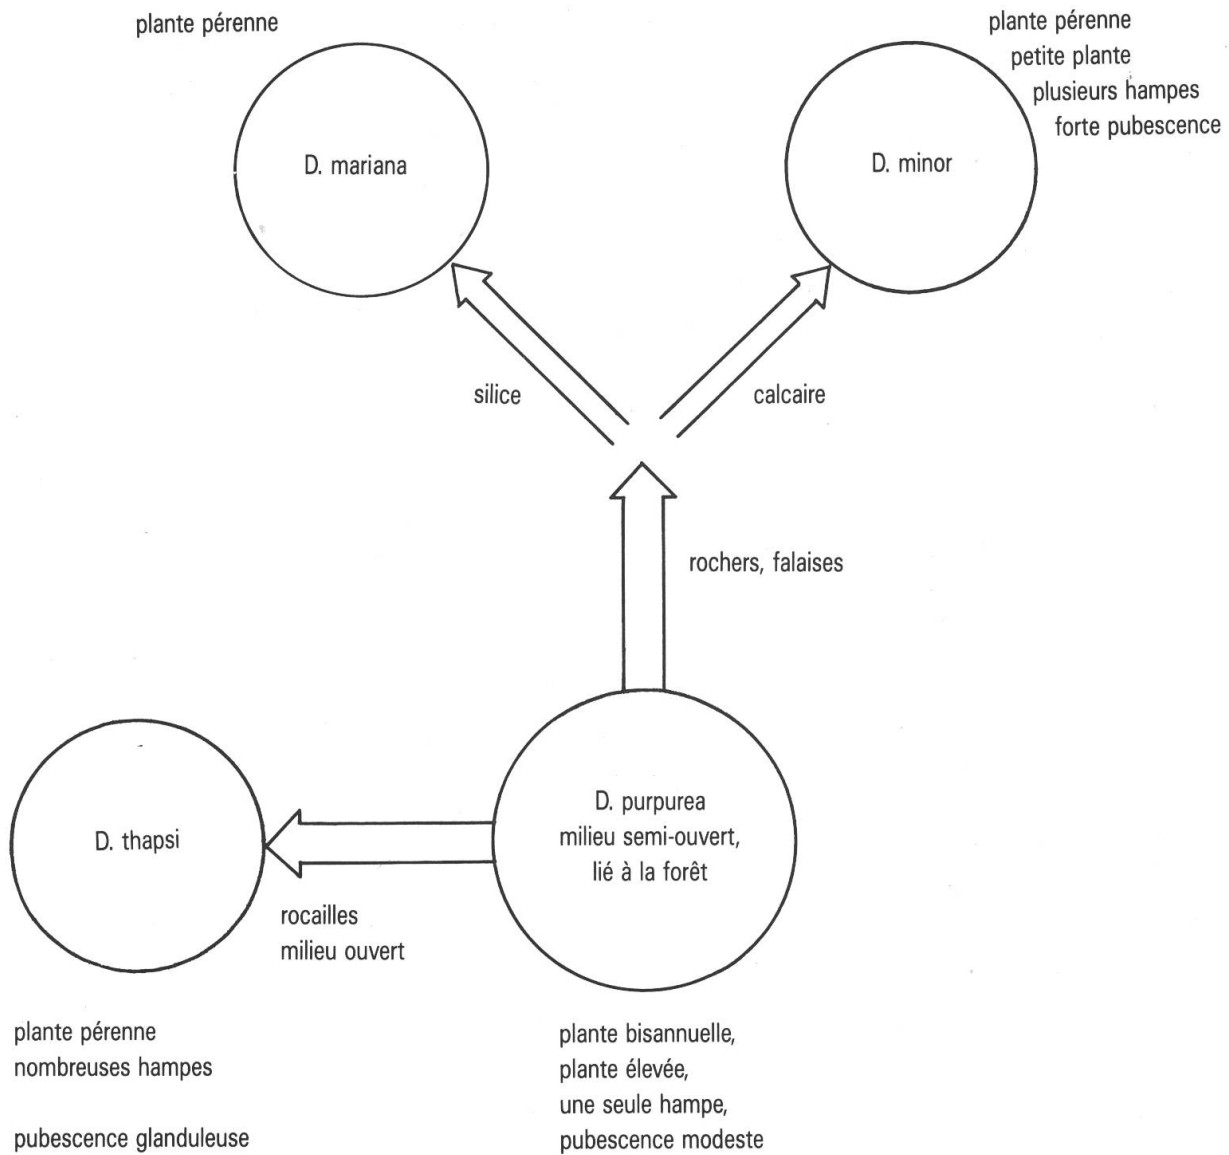 plante pérenne
D. mariana
plante pérenne
petite plante
plusieurs hampes
forte pubescence
D. minor
silice
calcaire
rochers, falaises
D. thapsi
rocailles
milieu ouvert
plante pérenne
nombreuses hampes
pubescence glanduleuse
D. purpurea
milieu semi-ouvert,
lié à la forêt
plante bisannuelle,
plante élevée,
une seule hampe,
pubescence modeste